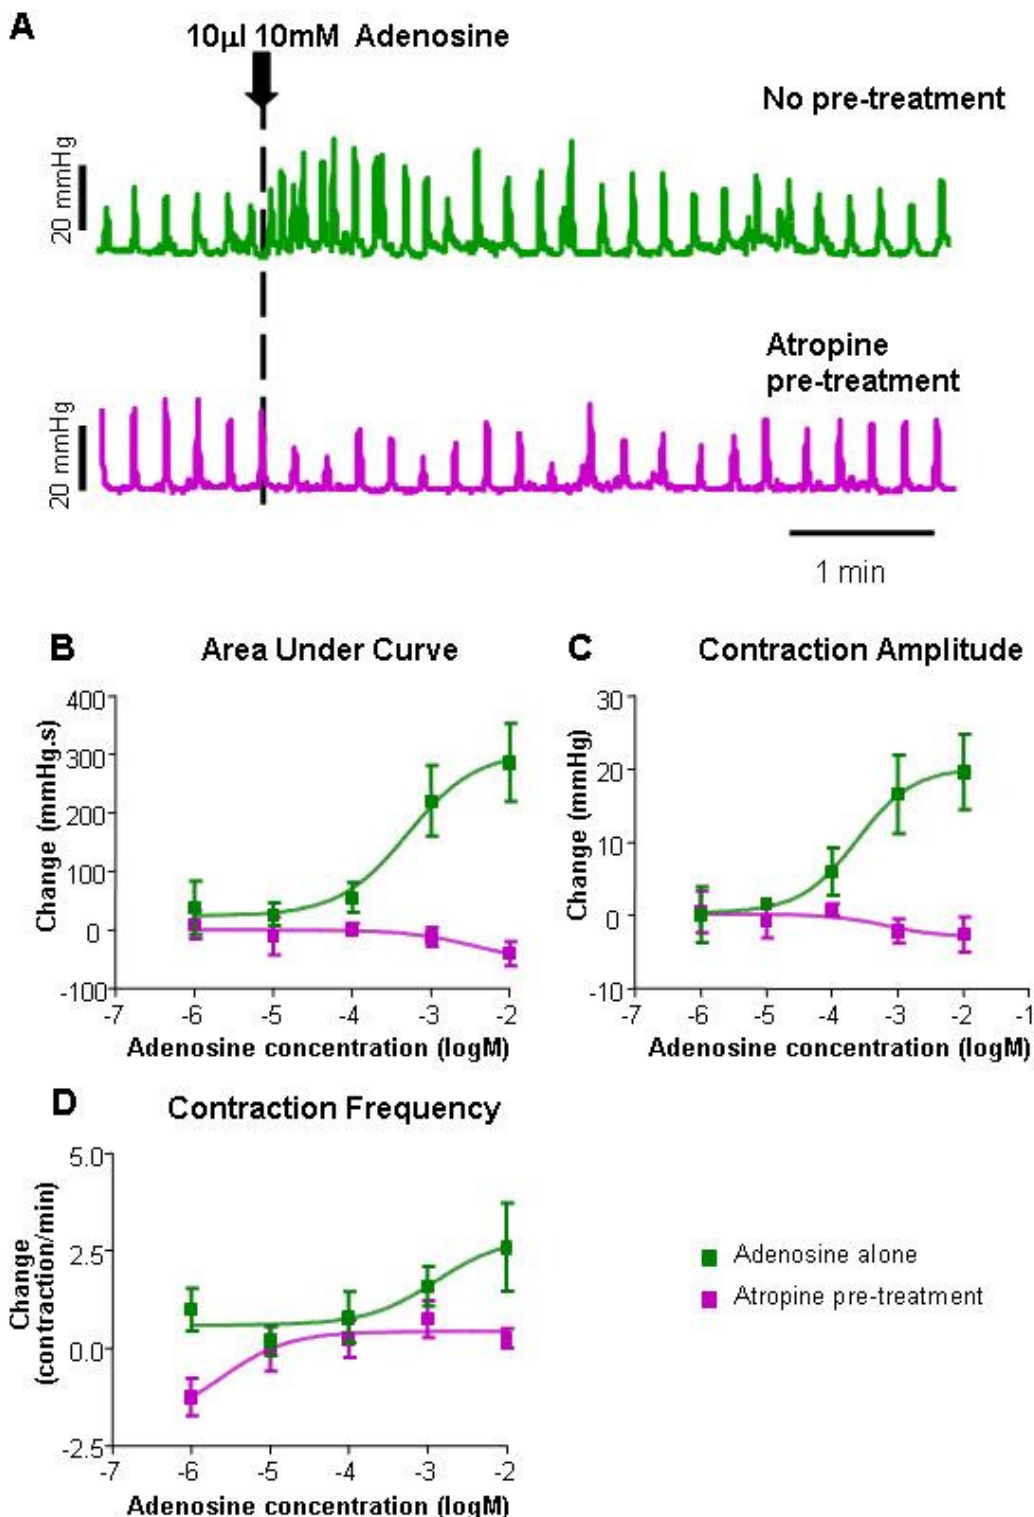 A
10µl 10mM Adenosine
No pre-treatment
20 mmHg
Atropine
pre-treatment
20 mmHg
1 min
B Area Under Curve
Change (mmHg.s)
400
300
200
100
0
-100
-7 -6 -5 -4 -3 -2
Adenosine concentration (logM)
C Contraction Amplitude
Change (mmHg)
30
20
10
0
-10
-7 -6 -5 -4 -3 -2 -1
Adenosine concentration (logM)
D Contraction Frequency
Change
(contraction/min)
5.0
2.5
0.0
-2.5
-7 -6 -5 -4 -3 -2
Adenosine concentration (logM)
Adenosine alone
Atropine pre-treatment